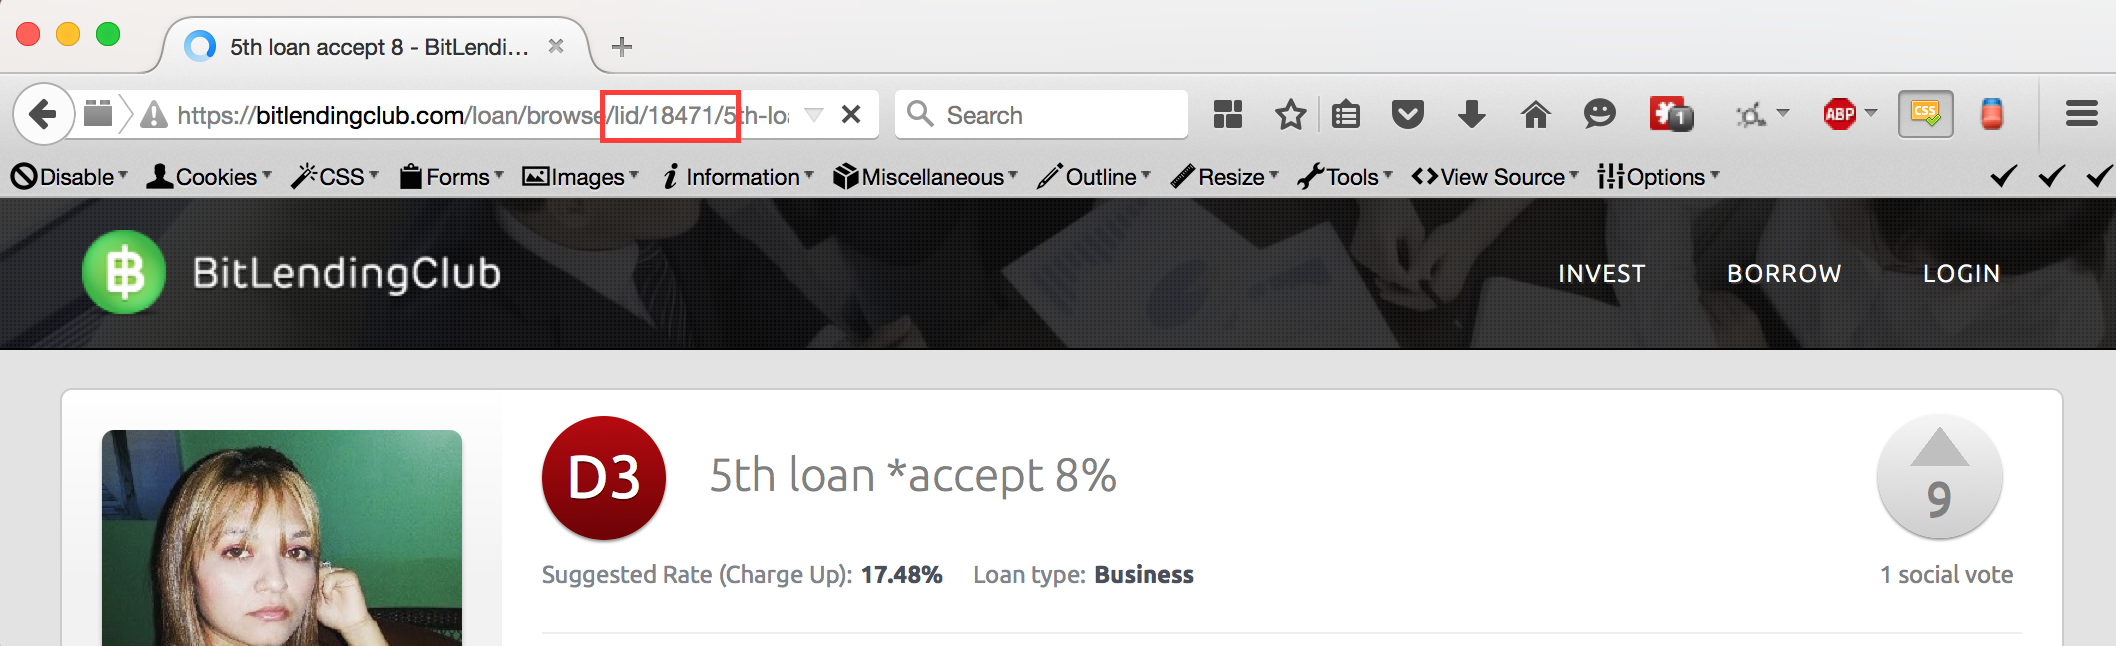 5th loan accept 8 - BitLendi...
https://bitlendingclub.com/loan/browse/lid/18471/5th-loa
Search
1
ABP
CSS
Disable Cookies CSS Forms Images Information Miscellaneous Outline Resize Tools View Source Options
BitLendingClub
INVEST BORROW LOGIN
D3
5th loan *accept 8%
9
Suggested Rate (Charge Up): 17.48% Loan type: Business
1 social vote